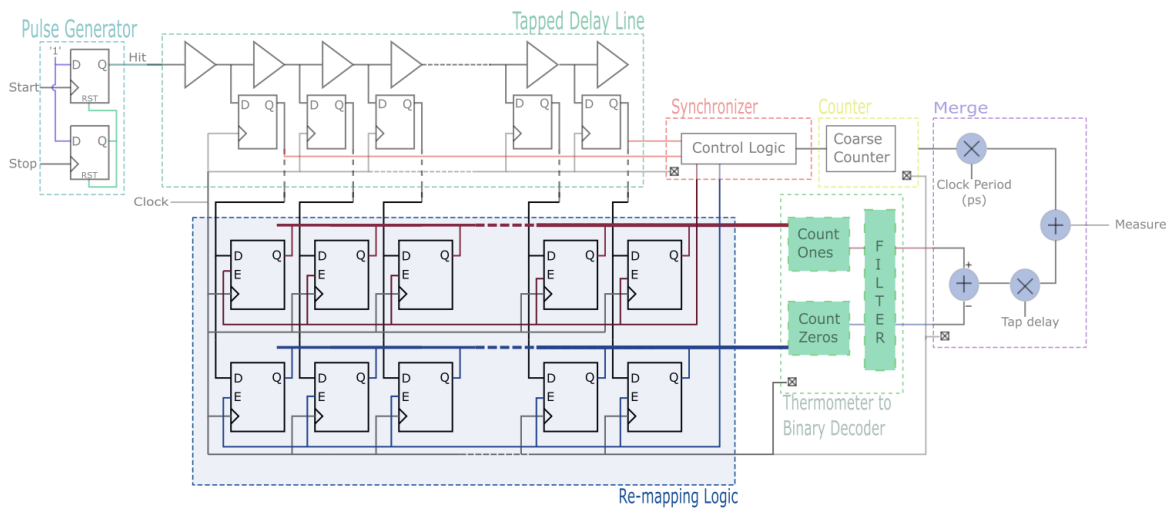 Pulse Generator
Tapped Delay Line
'1'
D Q
Hit
Start
RST
D Q
Stop
RST
D Q
D Q
D Q
D Q
D Q
Synchronizer
Counter
Merge
Control Logic
Coarse
Counter
Clock Period
(ps)
Clock
Measure
D Q
E
D Q
E
D Q
E
D Q
E
D Q
E
Count
Ones
FILTER
+
−
Tap delay
Count
Zeros
D Q
E
D Q
E
D Q
E
D Q
E
D Q
E
Thermometer to
Binary Decoder
Re-mapping Logic